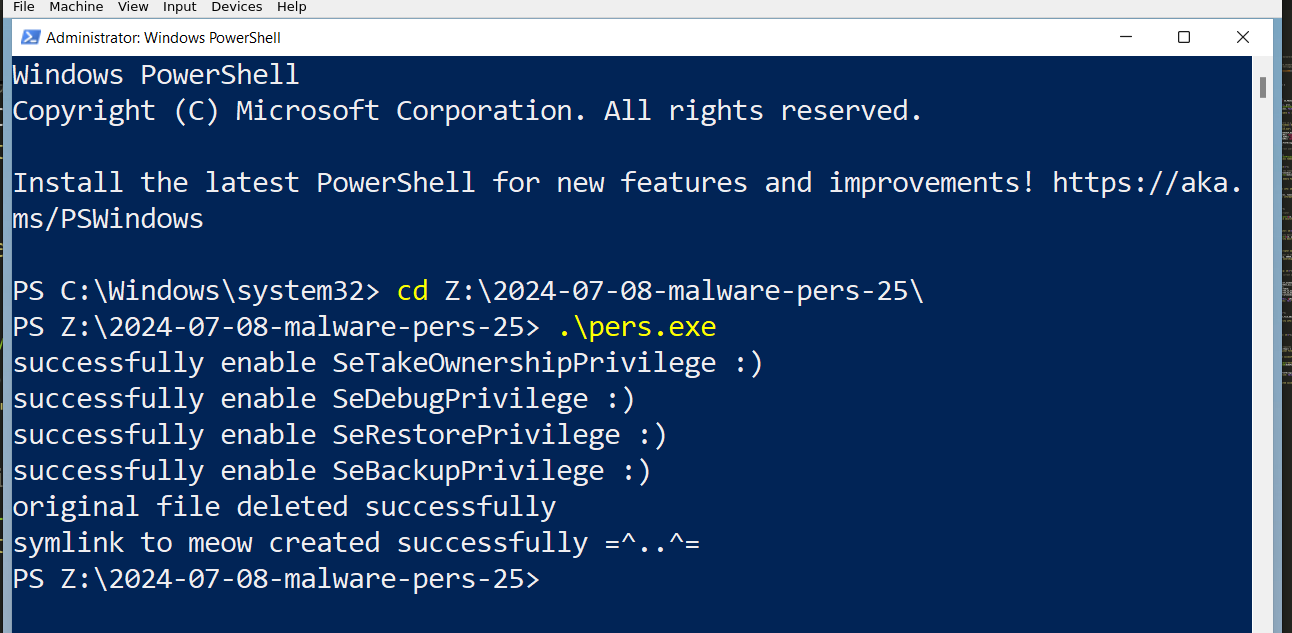 File Machine View Input Devices Help
Administrator: Windows PowerShell
Windows PowerShell
Copyright (C) Microsoft Corporation. All rights reserved.
Install the latest PowerShell for new features and improvements! https://aka.
ms/PSWindows
PS C:\Windows\system32> cd Z:\2024-07-08-malware-pers-25\
PS Z:\2024-07-08-malware-pers-25> .\pers.exe
successfully enable SeTakeOwnershipPrivilege :)
successfully enable SeDebugPrivilege :)
successfully enable SeRestorePrivilege :)
successfully enable SeBackupPrivilege :)
original file deleted successfully
symlink to meow created successfully =^..^=
PS Z:\2024-07-08-malware-pers-25>